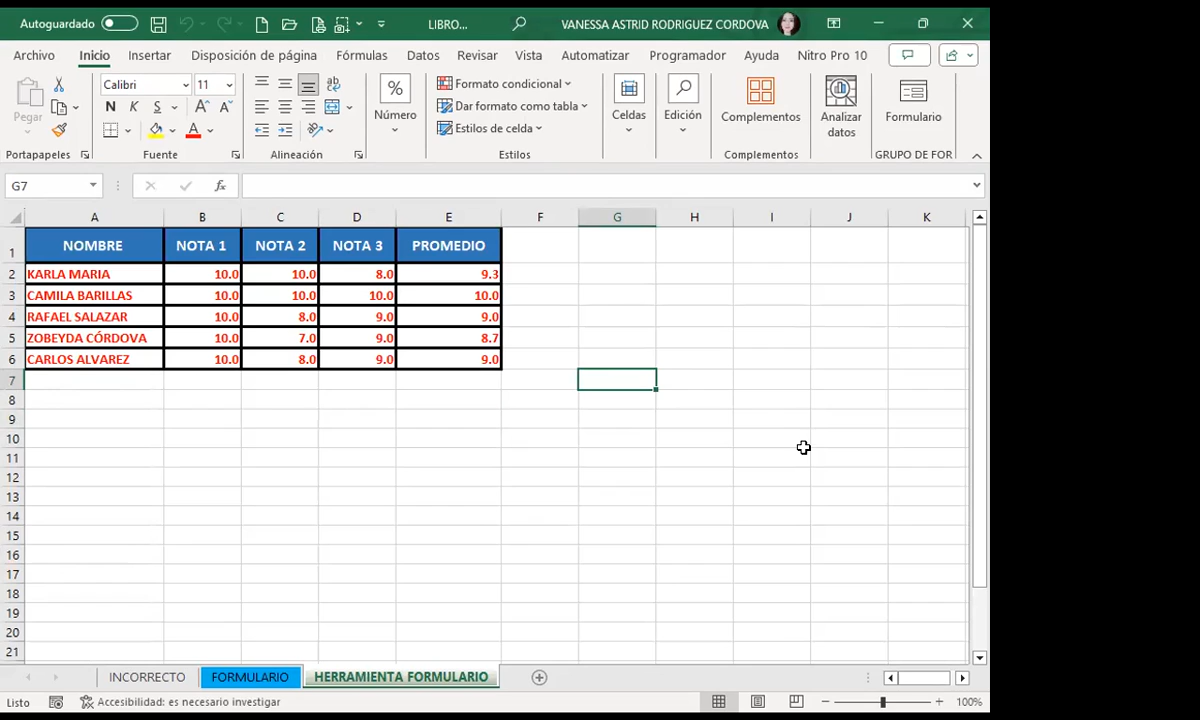 Autoguardado LIBRO... VANESSA ASTRID RODRIGUEZ CORDOVA
Archivo Inicio Insertar Disposición de página Fórmulas Datos Revisar Vista Automatizar Programador Ayuda Nitro Pro 10
Pegar
Calibri 11
N K S
Número
Formato condicional
Dar formato como tabla
Estilos de celda
Celdas
Edición
Complementos
Analizar datos
Formulario
Portapapeles Fuente Alineación Estilos Complementos GRUPO DE FOR
G7 fx
A B C D E F G H I J K
1 NOMBRE NOTA 1 NOTA 2 NOTA 3 PROMEDIO
2 KARLA MARIA 10.0 10.0 8.0 9.3
3 CAMILA BARILLAS 10.0 10.0 10.0 10.0
4 RAFAEL SALAZAR 10.0 8.0 9.0 9.0
5 ZOBEYDA CÓRDOVA 10.0 7.0 9.0 8.7
6 CARLOS ALVAREZ 10.0 8.0 9.0 9.0
7
8
9
10
11
12
13
14
15
16
17
18
19
20
21
INCORRECTO FORMULARIO HERRAMIENTA FORMULARIO
Listo Accesibilidad: es necesario investigar 100%